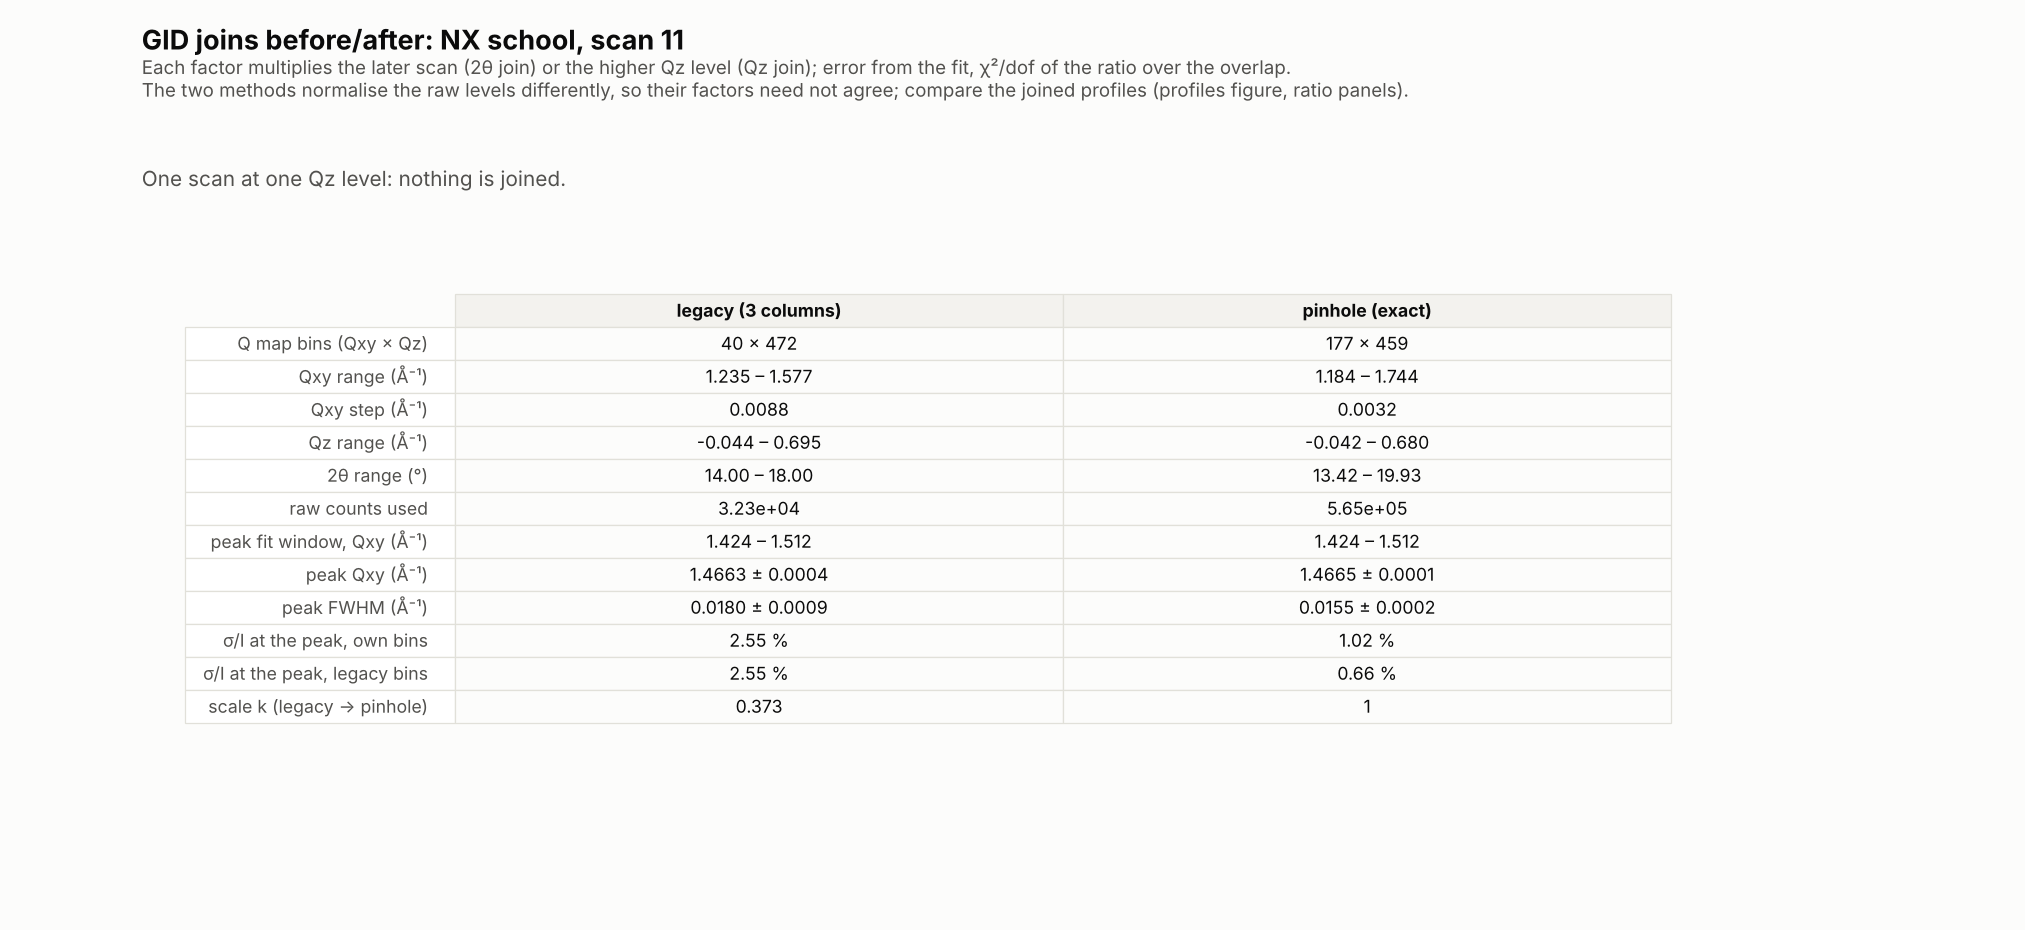 GID joins before/after: NX school, scan 11
Each factor multiplies the later scan (2θ join) or the higher Qz level (Qz join); error from the fit, χ²/dof of the ratio over the overlap.
The two methods normalise the raw levels differently, so their factors need not agree; compare the joined profiles (profiles figure, ratio panels).
One scan at one Qz level: nothing is joined.
legacy (3 columns) pinhole (exact)
Q map bins (Qxy × Qz) 40 × 472 177 × 459
Qxy range (Å⁻¹) 1.235 – 1.577 1.184 – 1.744
Qxy step (Å⁻¹) 0.0088 0.0032
Qz range (Å⁻¹) -0.044 – 0.695 -0.042 – 0.680
2θ range (°) 14.00 – 18.00 13.42 – 19.93
raw counts used 3.23e+04 5.65e+05
peak fit window, Qxy (Å⁻¹) 1.424 – 1.512 1.424 – 1.512
peak Qxy (Å⁻¹) 1.4663 ± 0.0004 1.4665 ± 0.0001
peak FWHM (Å⁻¹) 0.0180 ± 0.0009 0.0155 ± 0.0002
σ/I at the peak, own bins 2.55 % 1.02 %
σ/I at the peak, legacy bins 2.55 % 0.66 %
scale k (legacy → pinhole) 0.373 1